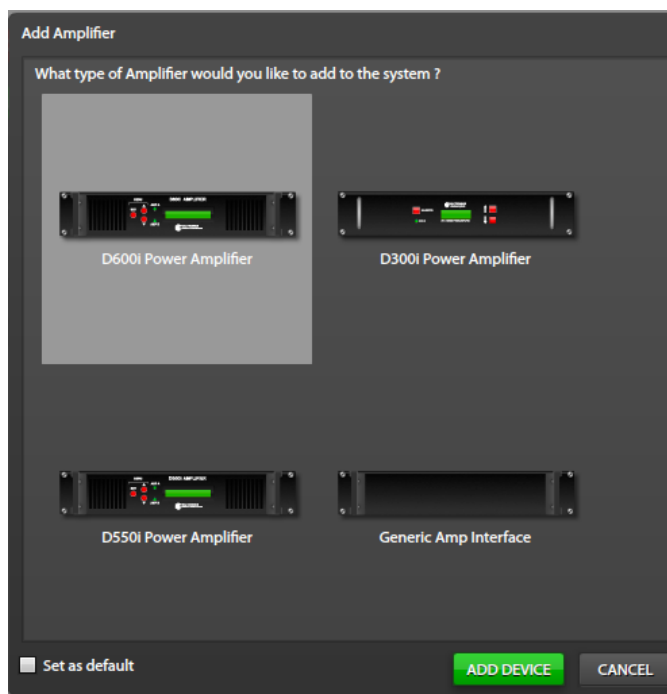 Add Amplifier
What type of Amplifier would you like to add to the system ?
D600i Power Amplifier
D300i Power Amplifier
D550i Power Amplifier
Generic Amp Interface
Set as default
ADD DEVICE
CANCEL